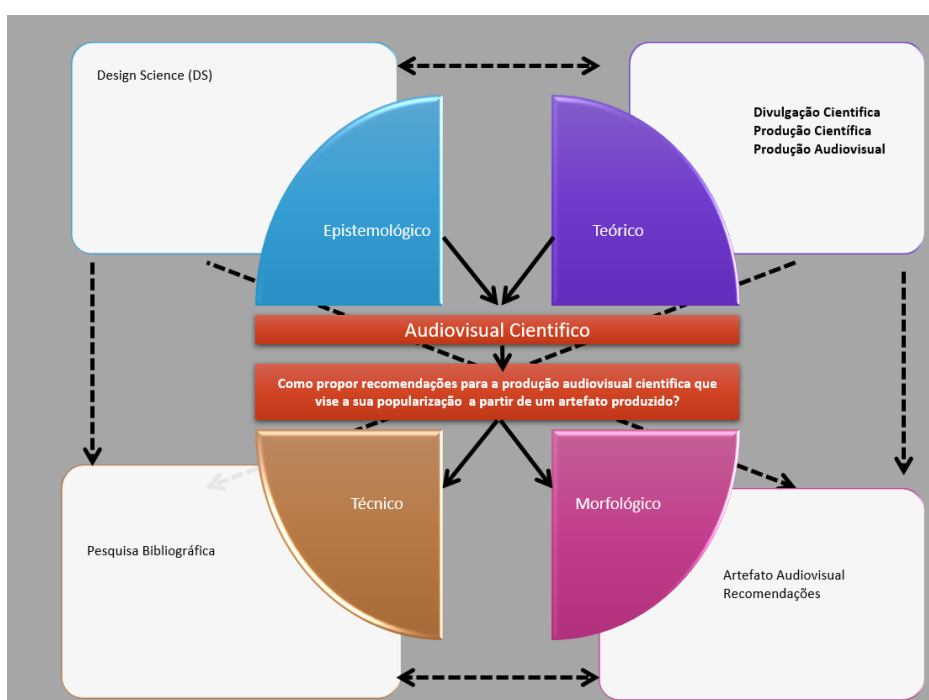 Design Science (DS)
Divulgação Cientifica
Produção Científica
Produção Audiovisual
Epistemológico
Teórico
Audiovisual Cientifico
Como propor recomendações para a produção audiovisual cientifica que
vise a sua popularização a partir de um artefato produzido?
Técnico
Morfológico
Pesquisa Bibliográfica
Artefato Audiovisual
Recomendações